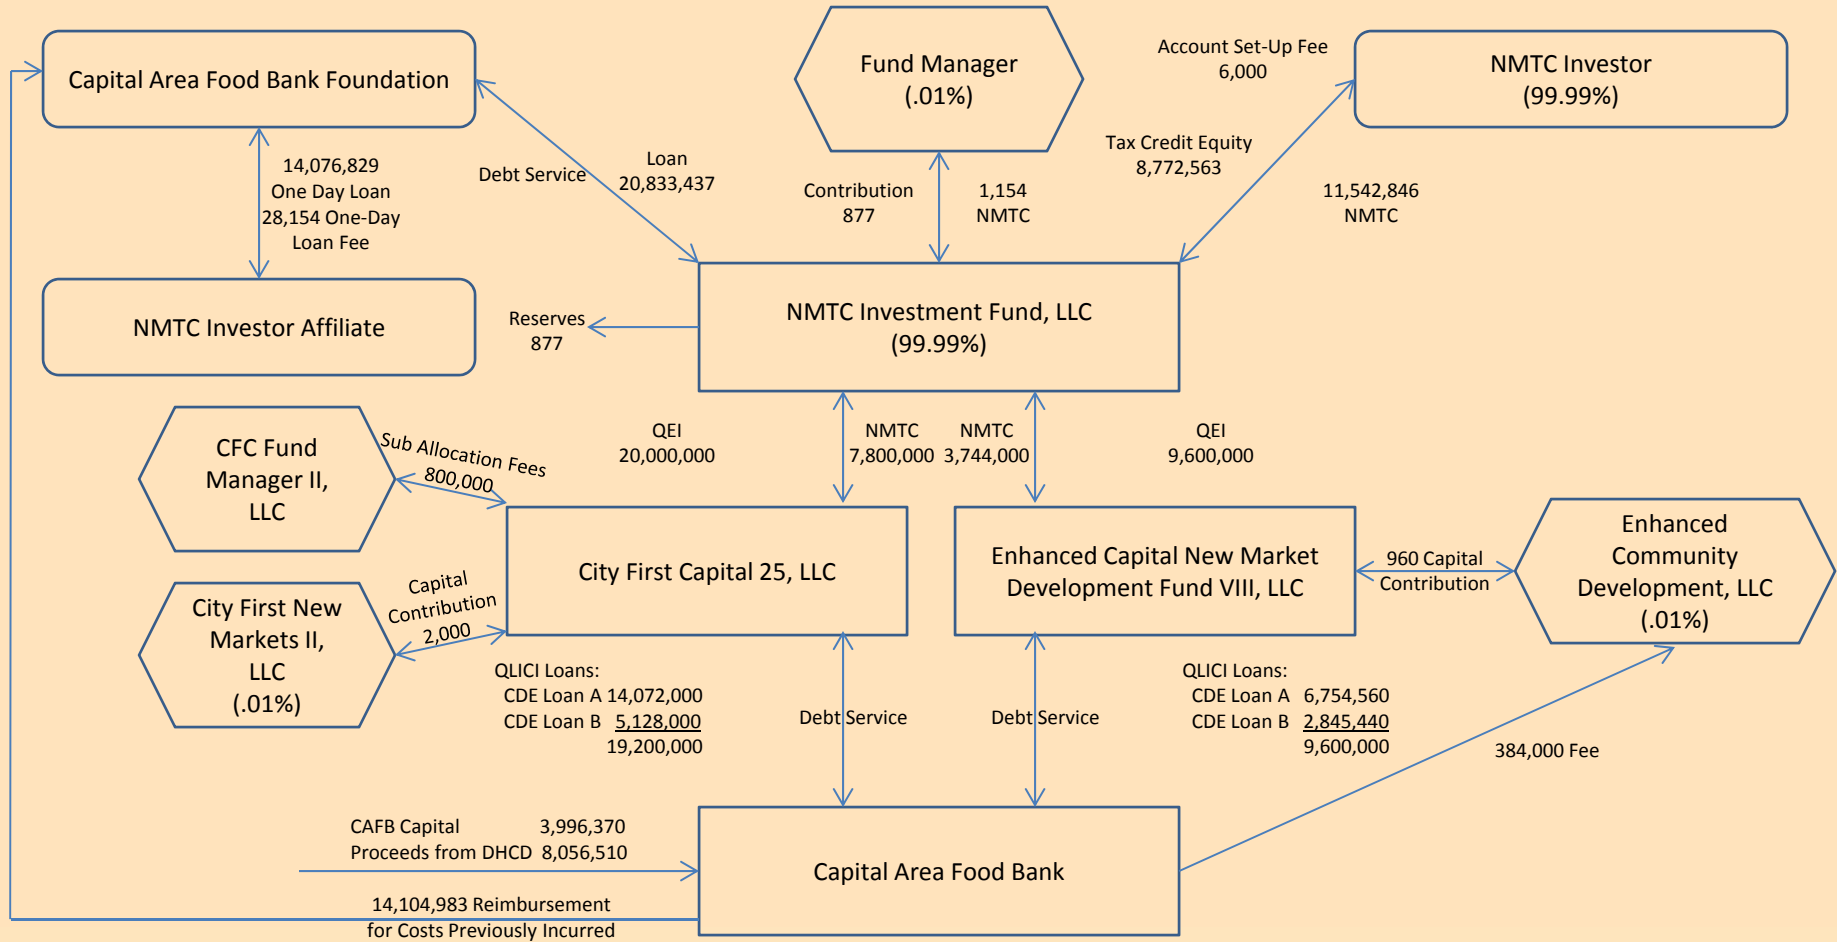 Capital Area Food Bank Foundation
Fund Manager
(.01%)
Account Set-Up Fee
6,000
NMTC Investor
(99.99%)
14,076,829
One Day Loan
28,154 One-Day
Loan Fee
Debt Service
Loan
20,833,437
Contribution
877
1,154
NMTC
Tax Credit Equity
8,772,563
11,542,846
NMTC
NMTC Investor Affiliate
Reserves
877
NMTC Investment Fund, LLC
(99.99%)
CFC Fund
Manager II,
LLC
Sub Allocation Fees
800,000
QEI
20,000,000
NMTC
7,800,000
NMTC
3,744,000
QEI
9,600,000
City First Capital 25, LLC
Enhanced Capital New Market
Development Fund VIII, LLC
960 Capital
Contribution
Enhanced
Community
Development, LLC
(.01%)
City First New
Markets II,
LLC
(.01%)
Capital
Contribution
2,000
QLICI Loans:
CDE Loan A 14,072,000
CDE Loan B 5,128,000
19,200,000
Debt Service
Debt Service
QLICI Loans:
CDE Loan A 6,754,560
CDE Loan B 2,845,440
9,600,000
384,000 Fee
CAFB Capital 3,996,370
Proceeds from DHCD 8,056,510
Capital Area Food Bank
14,104,983 Reimbursement
for Costs Previously Incurred